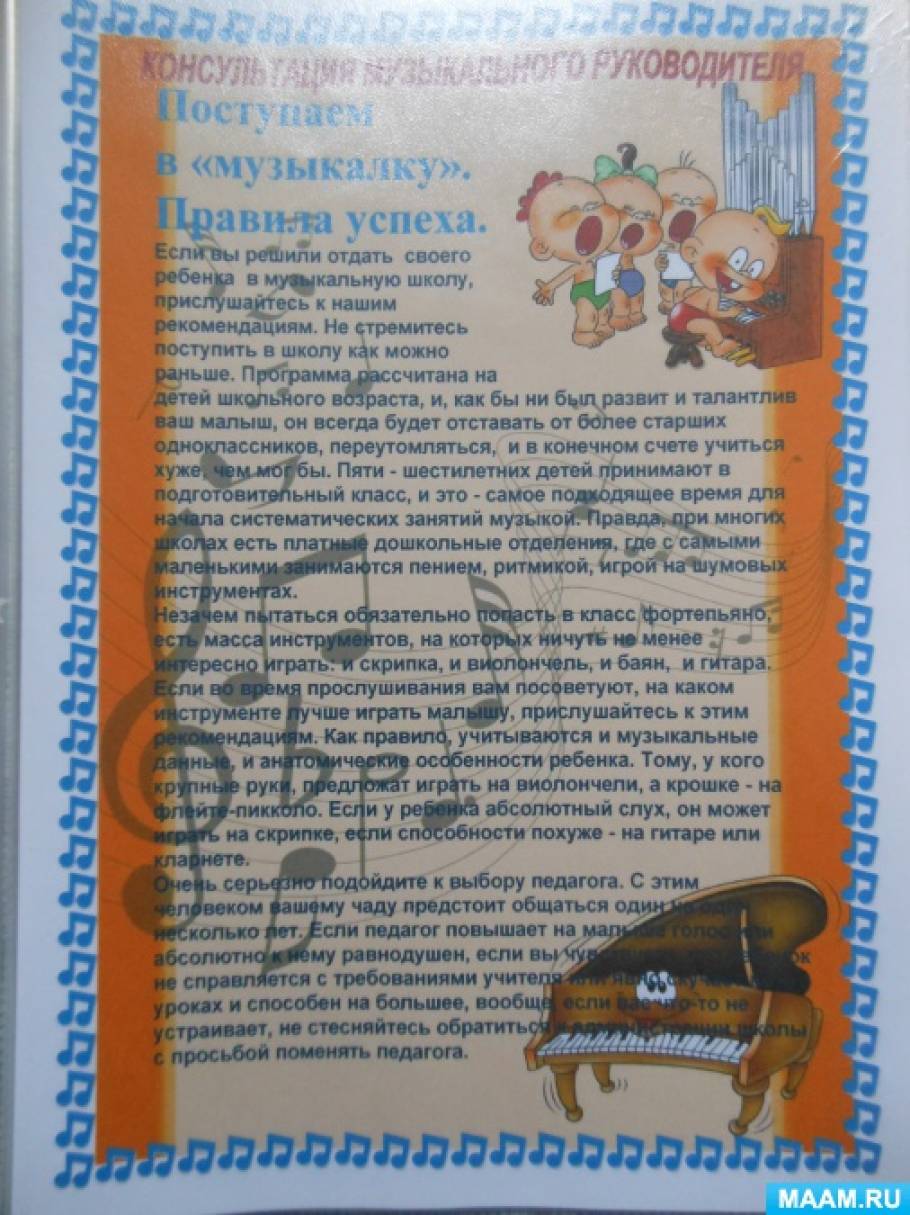 КОНСУЛЬТАЦИЯ МУЗЫКАЛЬНОГО РУКОВОДИТЕЛЯ
Поступаем
в «музыкалку».
Правила успеха.
Если вы решили отдать своего
ребенка в музыкальную школу,
прислушайтесь к нашим
рекомендациям. Не стремитесь
поступить в школу как можно
раньше. Программа рассчитана на
детей школьного возраста, и, как бы ни был развит и талантлив
ваш малыш, он всегда будет отставать от более старших
одноклассников, переутомляться, и в конечном счете учиться
хуже, чем мог бы. Пяти - шестилетних детей принимают в
подготовительный класс, и это - самое подходящее время для
начала систематических занятий музыкой. Правда, при многих
школах есть платные дошкольные отделения, где с самыми
маленькими занимаются пением, ритмикой, игрой на шумовых
инструментах.
Незачем пытаться обязательно попасть в класс фортепьяно,
есть масса инструментов, на которых ничуть не менее
интересно играть: и скрипка, и виолончель, и баян, и гитара.
Если во время прослушивания вам посоветуют, на каком
инструменте лучше играть малышу, прислушайтесь к этим
рекомендациям. Как правило, учитываются и музыкальные
данные, и анатомические особенности ребенка. Тому, у кого
крупные руки, предложат играть на виолончели, а крошке - на
флейте-пикколо. Если у ребенка абсолютный слух, он может
играть на скрипке, если способности похуже - на гитаре или
кларнете.
Очень серьезно подойдите к выбору педагога. С этим
человеком вашему чаду предстоит общаться один на один
несколько лет. Если педагог повышает на малыше голос или
абсолютно к нему равнодушен, если вы
не справляется с требованиями учителя или явно
уроках и способен на большее, вообще, если вас что-то не
устраивает, не стесняйтесь обратиться к администрации школы
с просьбой поменять педагога.
MAAM.RU